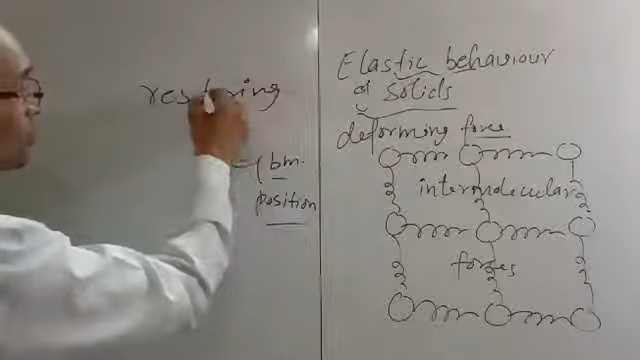 restoring
bm.
position
Elastic behaviour
of solids
deforming force
intermolecular
forces